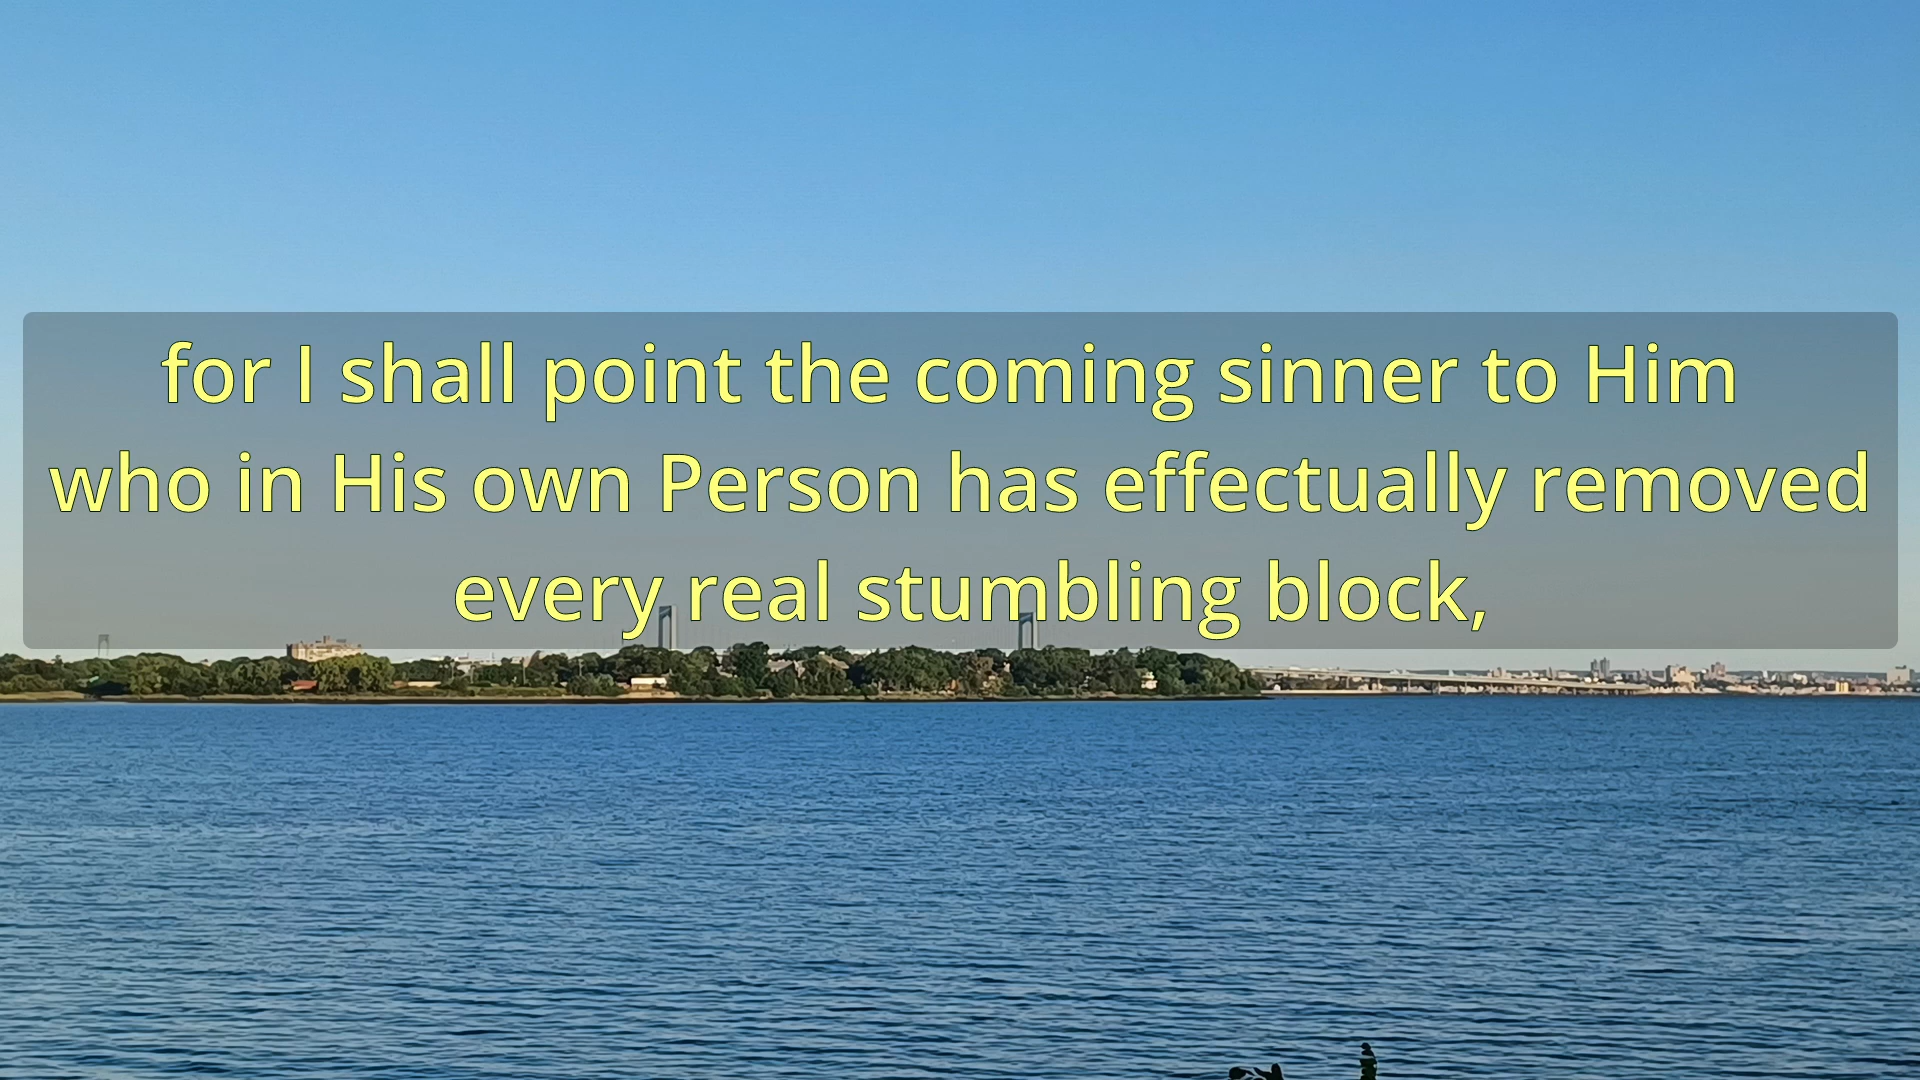 for I shall point the coming sinner to Him
who in His own Person has effectually removed
every real stumbling block,